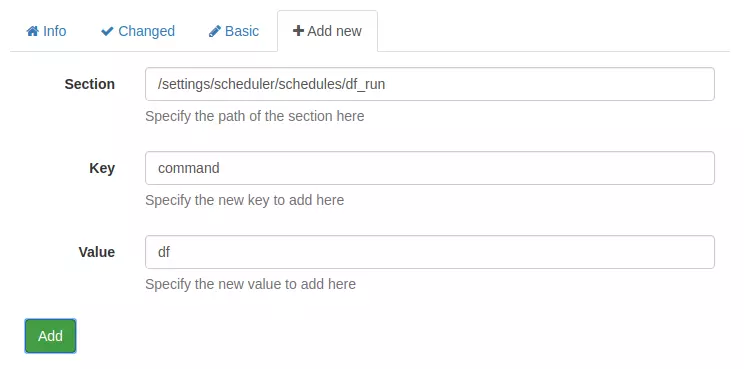 Info Changed Basic Add new
Section /settings/scheduler/schedules/df_run
Specify the path of the section here
Key command
Specify the new key to add here
Value df
Specify the new value to add here
Add